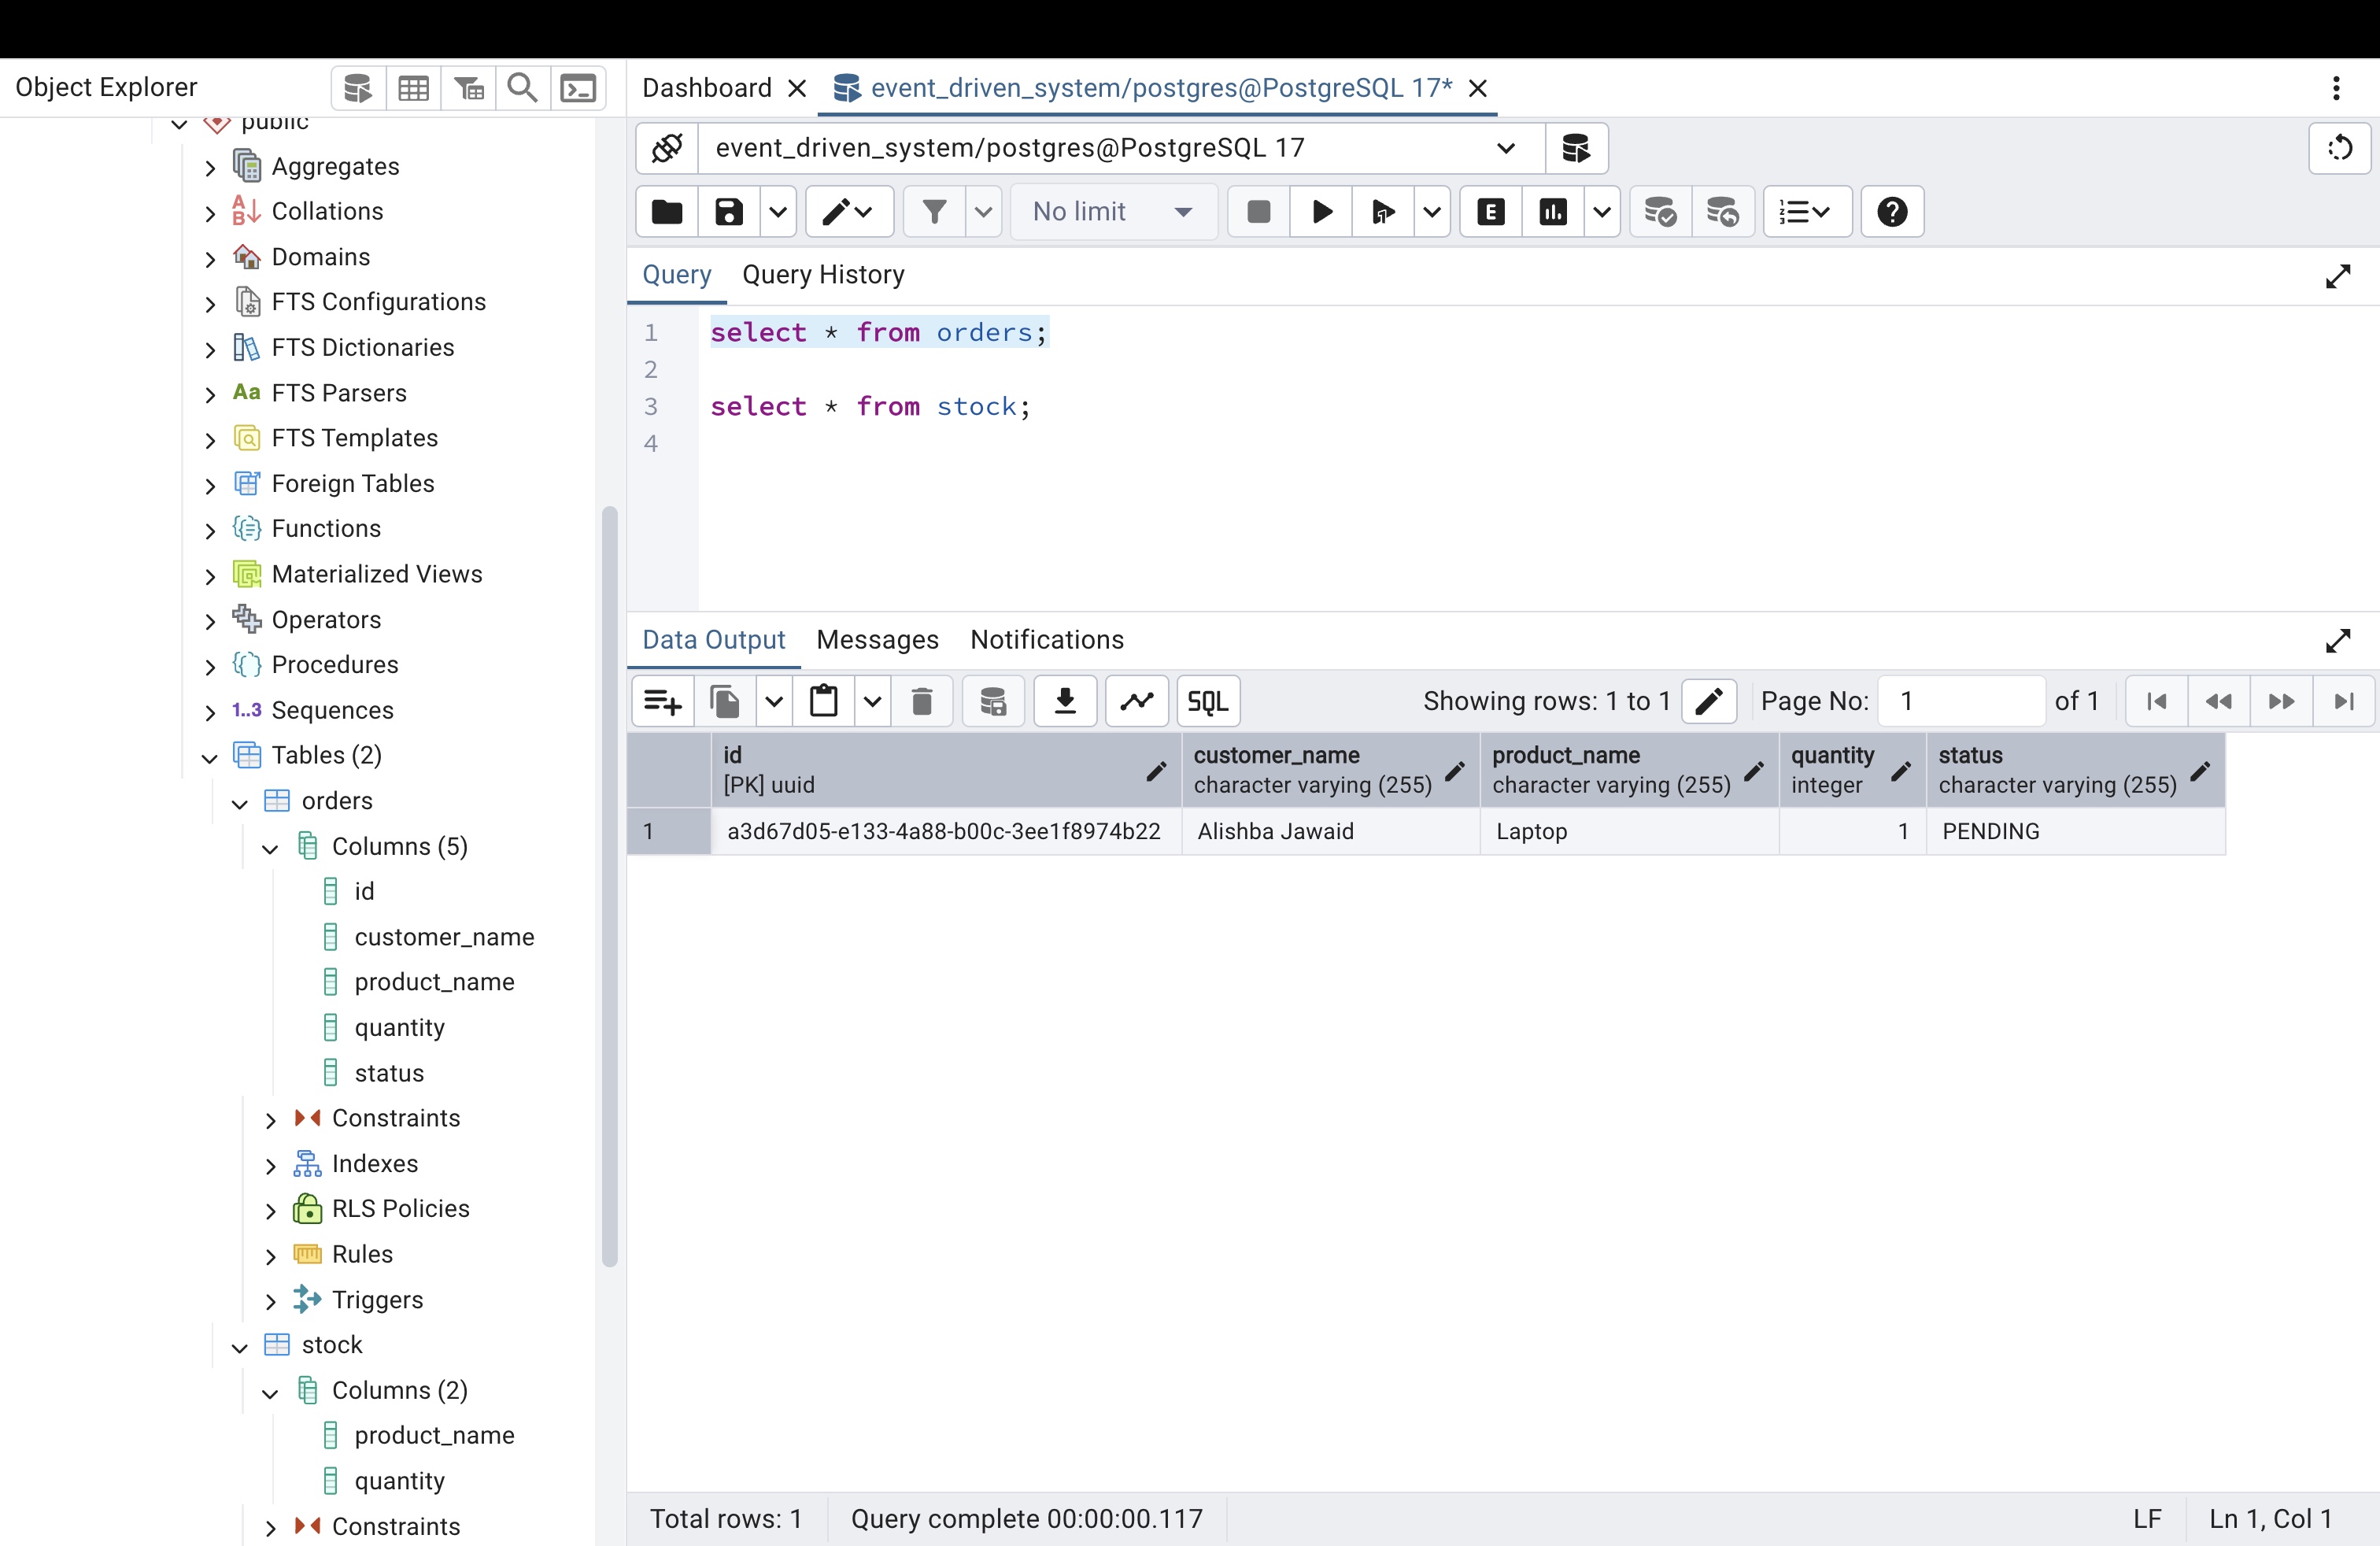 Object Explorer
public
Aggregates
Collations
Domains
FTS Configurations
FTS Dictionaries
Aa FTS Parsers
FTS Templates
Foreign Tables
Functions
Materialized Views
Operators
Procedures
1..3 Sequences
Tables (2)
orders
Columns (5)
id
customer_name
product_name
quantity
status
Constraints
Indexes
RLS Policies
Rules
Triggers
stock
Columns (2)
product_name
quantity
Constraints
Dashboard event_driven_system/postgres@PostgreSQL 17*
event_driven_system/postgres@PostgreSQL 17
No limit E
Query Query History
1 select * from orders;
2
3 select * from stock;
4
Data Output Messages Notifications
SQL Showing rows: 1 to 1 Page No: 1 of 1
id customer_name product_name quantity status
[PK] uuid character varying (255) character varying (255) integer character varying (255)
1 a3d67d05-e133-4a88-b00c-3ee1f8974b22 Alishba Jawaid Laptop 1 PENDING
Total rows: 1 Query complete 00:00:00.117 LF Ln 1, Col 1